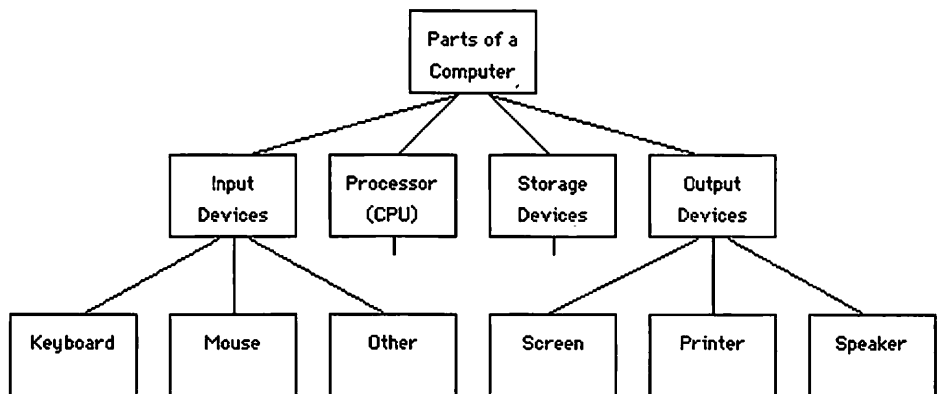 Parts of a
Computer
Input
Devices
Processor
(CPU)
Storage
Devices
Output
Devices
Keyboard
Mouse
Other
Screen
Printer
Speaker